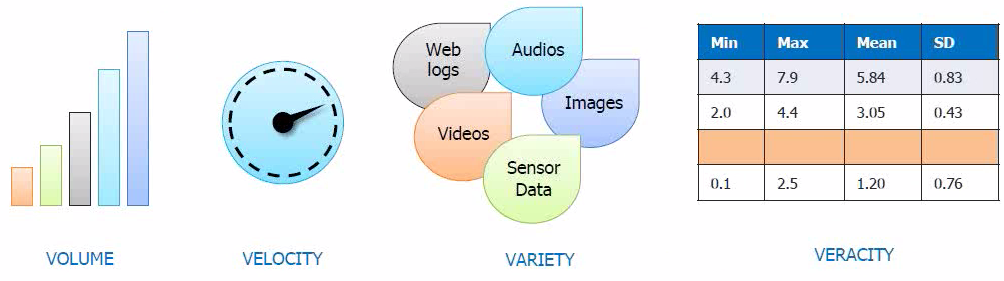 Web
logs
Audios
Images
Videos
Sensor
Data
Min Max Mean SD
4.3 7.9 5.84 0.83
2.0 4.4 3.05 0.43
0.1 2.5 1.20 0.76
VOLUME
VELOCITY
VARIETY
VERACITY